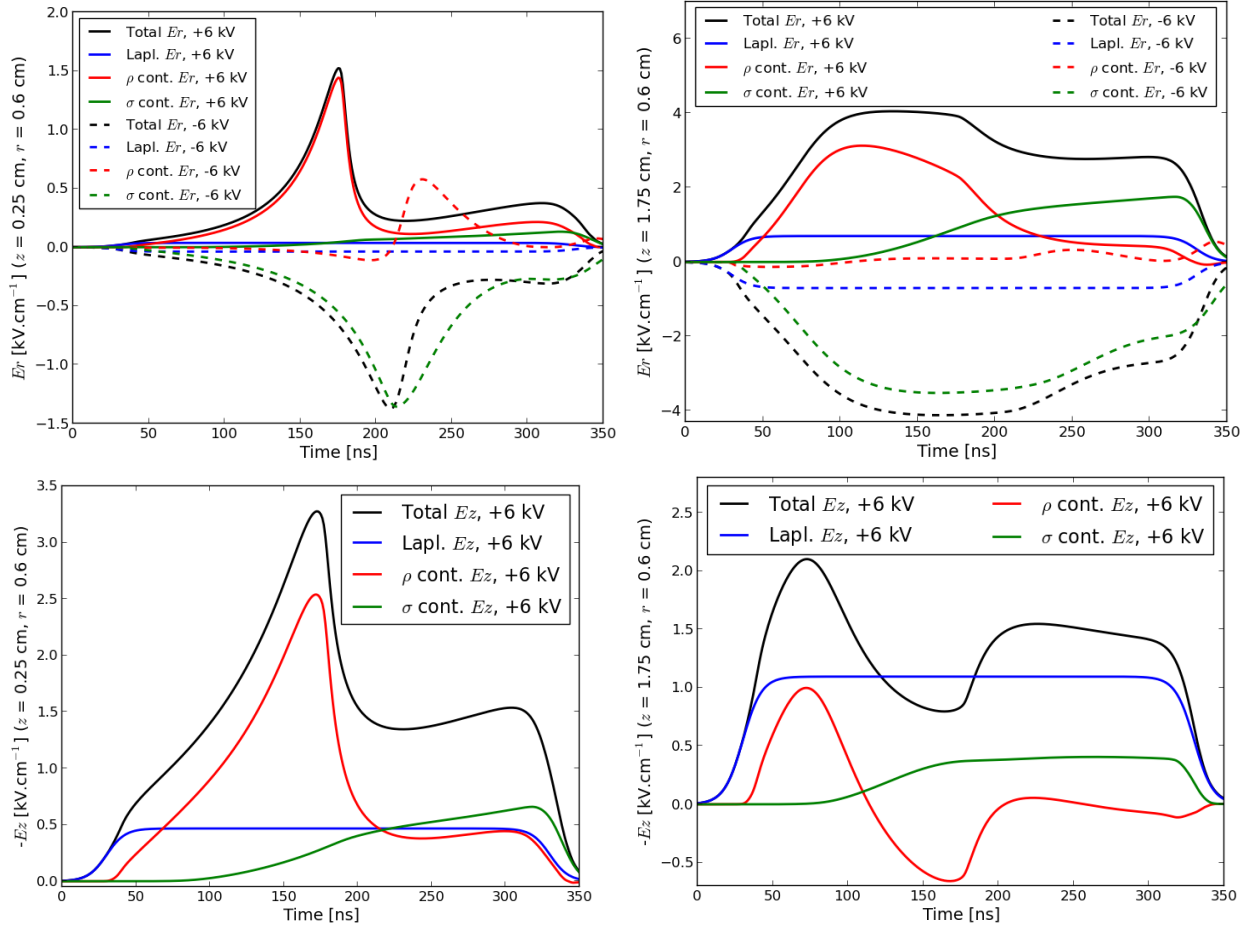 Er [kV.cm⁻¹] (z = 0.25 cm, r = 0.6 cm)
2.0
1.5
1.0
0.5
0.0
−0.5
−1.0
−1.5
Total Er, +6 kV
Lapl. Er, +6 kV
ρ cont. Er, +6 kV
σ cont. Er, +6 kV
Total Er, -6 kV
Lapl. Er, -6 kV
ρ cont. Er, -6 kV
σ cont. Er, -6 kV
0 50 100 150 200 250 300 350
Time [ns]
Er [kV.cm⁻¹] (z = 1.75 cm, r = 0.6 cm)
6
4
2
0
−2
−4
Total Er, +6 kV
Lapl. Er, +6 kV
ρ cont. Er, +6 kV
σ cont. Er, +6 kV
Total Er, -6 kV
Lapl. Er, -6 kV
ρ cont. Er, -6 kV
σ cont. Er, -6 kV
0 50 100 150 200 250 300 350
Time [ns]
-Ez [kV.cm⁻¹] (z = 0.25 cm, r = 0.6 cm)
3.5
3.0
2.5
2.0
1.5
1.0
0.5
0.0
Total Ez, +6 kV
Lapl. Ez, +6 kV
ρ cont. Ez, +6 kV
σ cont. Ez, +6 kV
0 50 100 150 200 250 300 350
Time [ns]
-Ez [kV.cm⁻¹] (z = 1.75 cm, r = 0.6 cm)
2.5
2.0
1.5
1.0
0.5
0.0
−0.5
Total Ez, +6 kV
Lapl. Ez, +6 kV
ρ cont. Ez, +6 kV
σ cont. Ez, +6 kV
0 50 100 150 200 250 300 350
Time [ns]